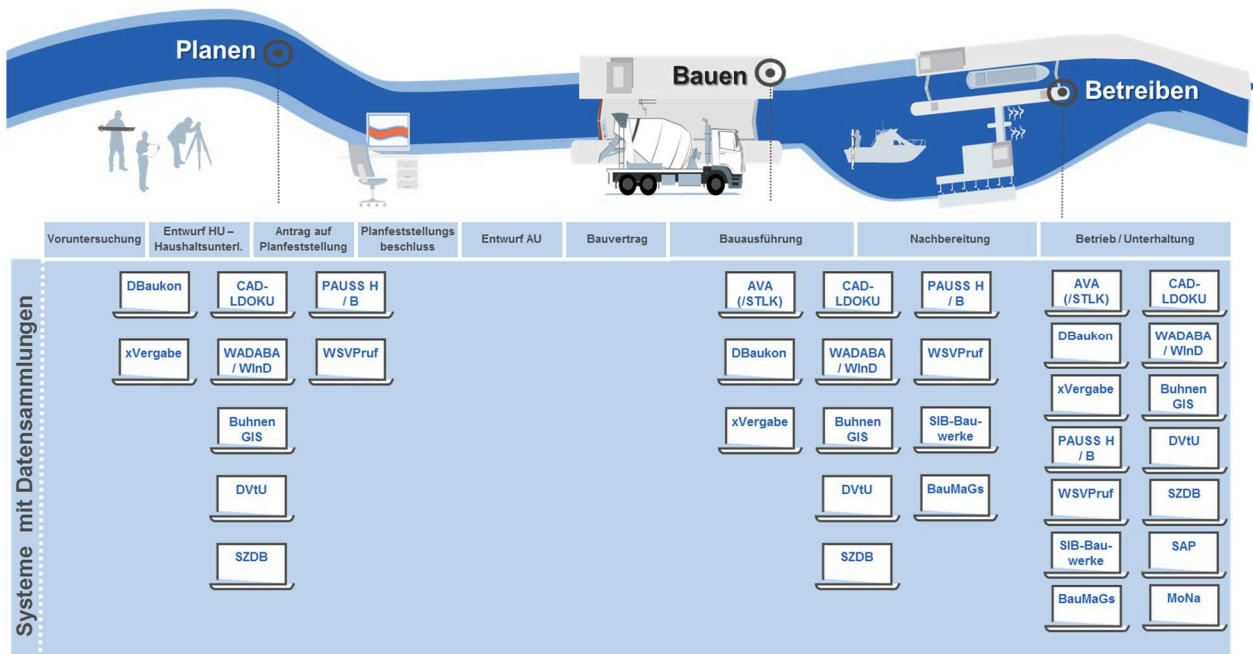 Planen
Bauen
Betreiben
Voruntersuchung
Entwurf HU –
Haushaltsunterl.
Antrag auf
Planfeststellung
Planfeststellungs
beschluss
Entwurf AU
Bauvertrag
Bauausführung
Nachbereitung
Betrieb / Unterhaltung
Systeme mit Datensammlungen
DBaukon
CAD-
LDOKU
PAUSS H
/ B
xVergabe
WADABA
/ WInD
WSVPruf
Buhnen
GIS
DVtU
SZDB
AVA
(/STLK)
CAD-
LDOKU
PAUSS H
/ B
DBaukon
WADABA
/ WInD
WSVPruf
xVergabe
Buhnen
GIS
SIB-Bau-
werke
DVtU
BauMaGs
SZDB
AVA
(/STLK)
CAD-
LDOKU
DBaukon
WADABA
/ WInD
xVergabe
Buhnen
GIS
PAUSS H
/ B
DVtU
WSVPruf
SZDB
SIB-Bau-
werke
SAP
BauMaGs
MoNa